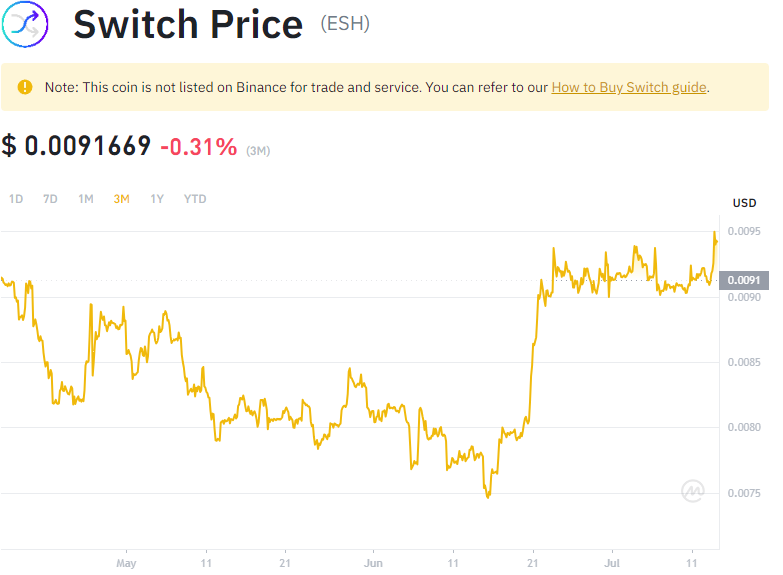 Switch Price (ESH)
Note: This coin is not listed on Binance for trade and service. You can refer to our How to Buy Switch guide.
$ 0.0091669 -0.31% (3M)
1D 7D 1M 3M 1Y YTD
USD
0.0095
0.0091
0.0090
0.0085
0.0080
0.0075
May 11 21 Jun 11 21 Jul 11